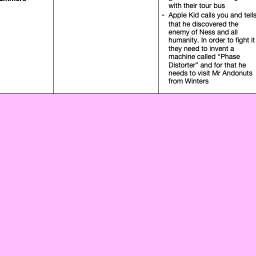 with their tour bus
- Apple Kid calls you and tells
that he discovered the
enemy of Ness and all
humanity. In order to fight it
they need to invent a
machine called "Phase
Distorter" and for that he
needs to visit Mr Andonuts
from Winters